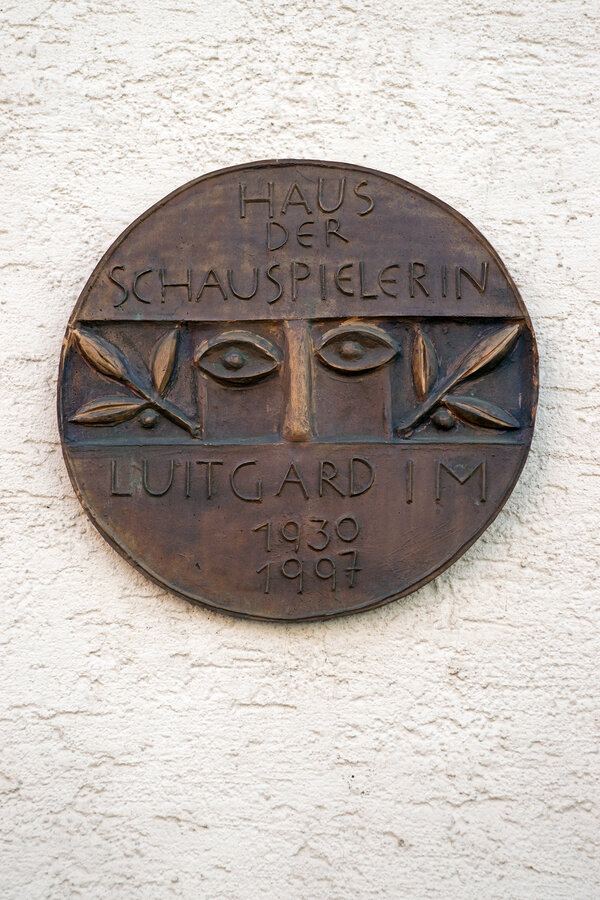 HAUS
DER
SCHAUSPIELERIN
LUITGARD IM
1930
1997